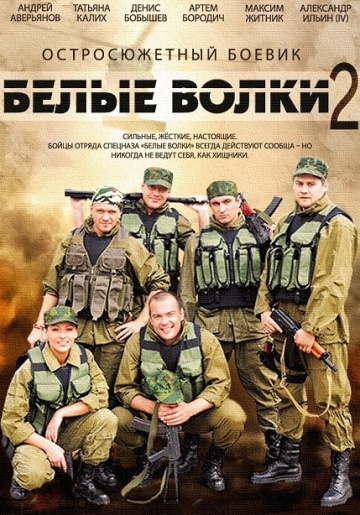 АНДРЕЙ ТАТЬЯНА ДЕНИС АРТЕМ МАКСИМ АЛЕКСАНДР
АВЕРЬЯНОВ КАЛИХ БОБЫШЕВ БОРОДИЧ ЖИТНИК ИЛЬИН (IV)
ОСТРОСЮЖЕТНЫЙ БОЕВИК
БЕЛЫЕ ВОЛКИ 2
СИЛЬНЫЕ, ЖЁСТКИЕ, НАСТОЯЩИЕ.
БОЙЦЫ ОТРЯДА СПЕЦНАЗА «БЕЛЫЕ ВОЛКИ» ВСЕГДА ДЕЙСТВУЮТ СООБЩА – НО
НИКОГДА НЕ ВЕДУТ СЕБЯ, КАК ХИЩНИКИ.